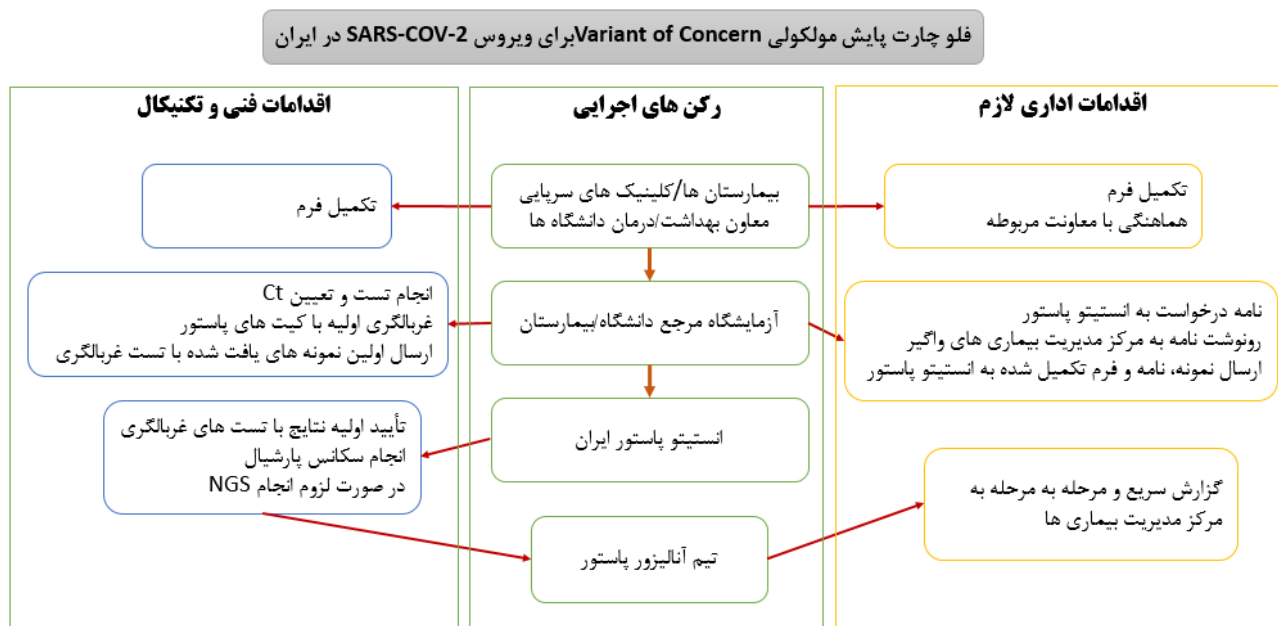 فلو چارت پایش مولکولی Variant of Concernبرای ویروس SARS-COV-2 در ایران
اقدامات اداری لازم
تکمیل فرم
هماهنگی با معاونت مربوطه
نامه درخواست به انستیتو پاستور
رونوشت نامه به مرکز مدیریت بیماری های واگیر
ارسال نمونه، نامه و فرم تکمیل شده به انستیتو پاستور
گزارش سریع و مرحله به مرحله به
مرکز مدیریت بیماری ها
رکن های اجرایی
بیمارستان ها/کلینیک های سرپایی
معاون بهداشت/درمان دانشگاه ها
آزمایشگاه مرجع دانشگاه/بیمارستان
انستیتو پاستور ایران
تیم آنالیزور پاستور
اقدامات فنی و تکنیکال
تکمیل فرم
انجام تست و تعیین Ct
غربالگری اولیه با کیت های پاستور
ارسال اولین نمونه های یافت شده با تست غربالگری
تأیید اولیه نتایج با تست های غربالگری
انجام سکانس پارشیال
در صورت لزوم انجام NGS